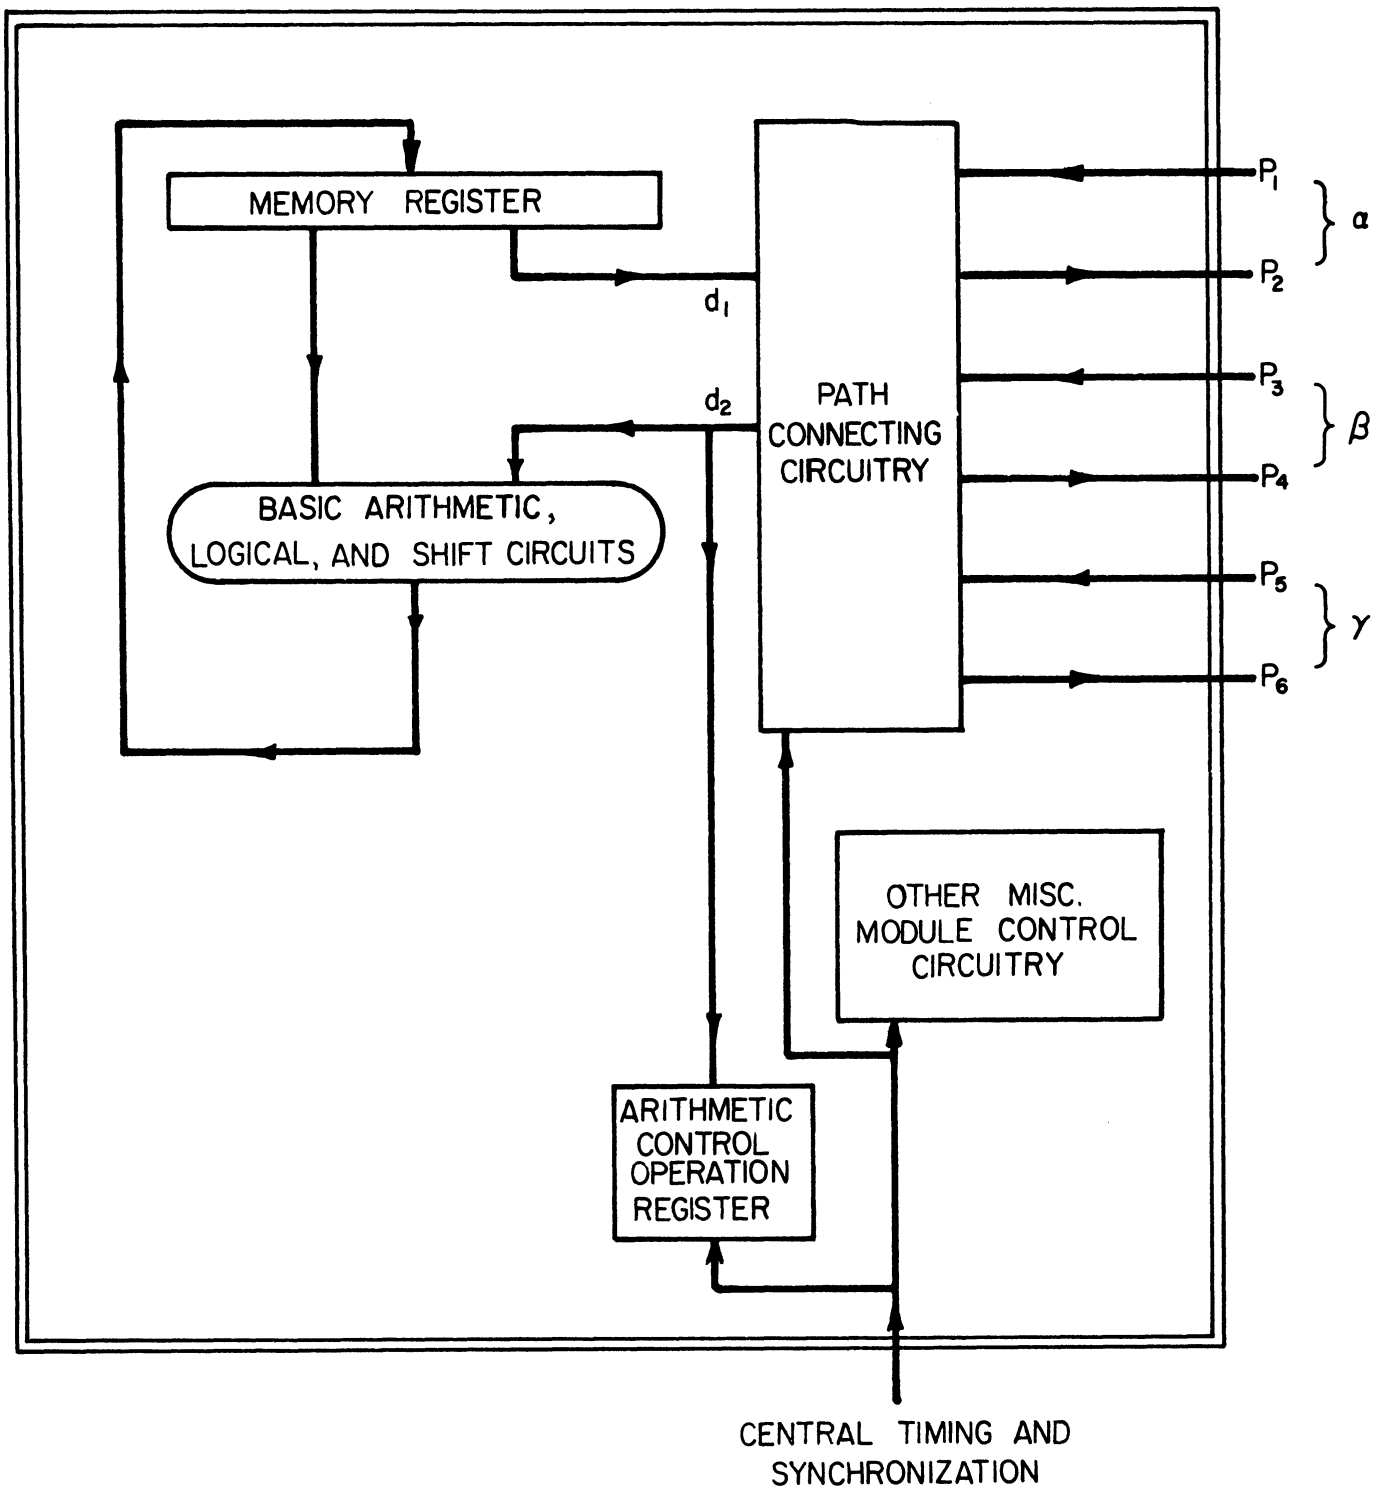 P₁
MEMORY REGISTER
α
P₂
d₁
P₃
PATH
d₂
CONNECTING
β
CIRCUITRY
P₄
BASIC ARITHMETIC,
LOGICAL, AND SHIFT CIRCUITS
P₅
γ
P₆
OTHER MISC.
MODULE CONTROL
CIRCUITRY
ARITHMETIC
CONTROL
OPERATION
REGISTER
CENTRAL TIMING AND
SYNCHRONIZATION